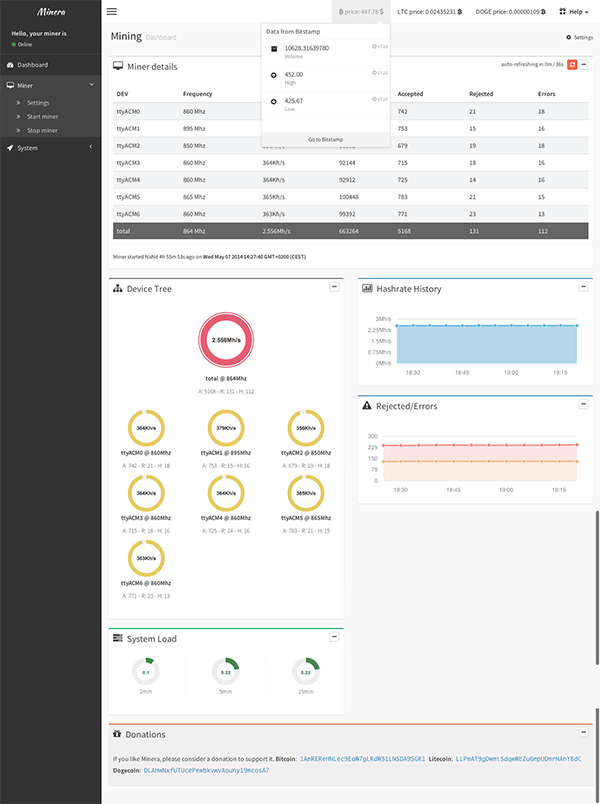 Minera
฿ price: 447.78 $
LTC price: 0.02435231 ฿
DOGE price: 0.00000109 ฿
Help
Hello, your miner is
Online
Dashboard
Miner
Settings
Start miner
Stop miner
System
Mining Dashboard
Settings
Data from Bitstamp
10628.31639780
Volume
452.00
High
425.67
Low
Go to Bitstamp
Miner details
auto-refreshing in 0m / 36s
DEV Frequency Accepted Rejected Errors
ttyACM0 860 Mhz 742 21 18
ttyACM1 895 Mhz 753 15 16
ttyACM2 850 Mhz 679 19 18
ttyACM3 860 Mhz 364Kh/s 92144 715 18 16
ttyACM4 860 Mhz 364Kh/s 92912 725 14 16
ttyACM5 865 Mhz 365Kh/s 100448 783 21 15
ttyACM6 860 Mhz 363Kh/s 99392 771 23 13
total 864 Mhz 2.556Mh/s 663264 5168 131 112
Miner started NaNd 4h 55m 53s ago on Wed May 07 2014 14:27:40 GMT+0200 (CEST)
Device Tree
2.556Mh/s
total @ 864Mhz
A: 5168 - R: 131 - H: 112
364Kh/s 379Kh/s 356Kh/s
ttyACM0 @ 860Mhz ttyACM1 @ 895Mhz ttyACM2 @ 850Mhz
A: 742 - R: 21 - H: 18 A: 753 - R: 15 - H: 16 A: 679 - R: 19 - H: 18
364Kh/s 364Kh/s 365Kh/s
ttyACM3 @ 860Mhz ttyACM4 @ 860Mhz ttyACM5 @ 865Mhz
A: 715 - R: 18 - H: 16 A: 725 - R: 14 - H: 16 A: 783 - R: 21 - H: 15
363Kh/s
ttyACM6 @ 860Mhz
A: 771 - R: 23 - H: 13
Hashrate History
3Mh/s
2.25Mh/s
1.5Mh/s
0.75Mh/s
0Mh/s
18:30 18:45 19:00 19:15
Rejected/Errors
300
225
150
75
0
18:30 18:45 19:00 19:15
System Load
0.1 0.22 0.22
1min 5min 15min
Donations
If you like Minera, please consider a donation to support it. Bitcoin: Litecoin:
Dogecoin: